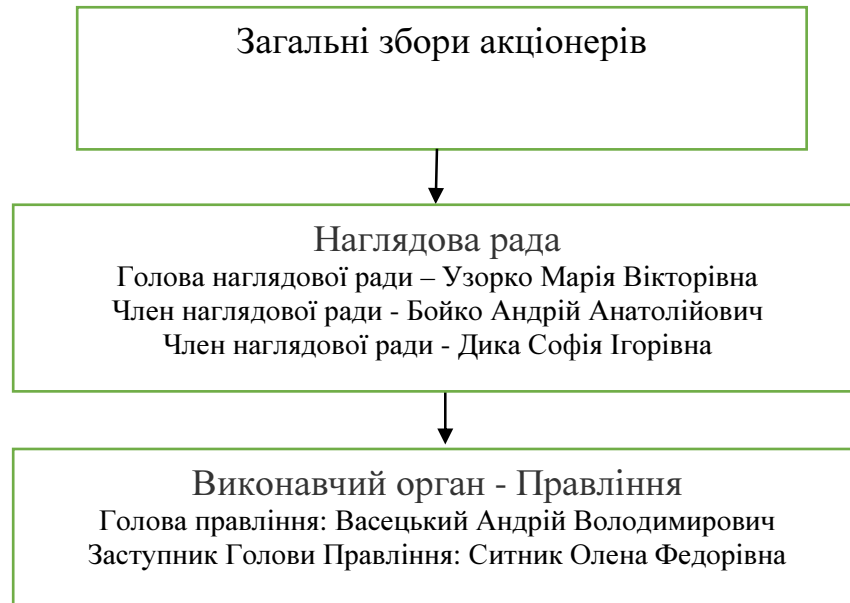 Загальні збори акціонерів
Наглядова рада
Голова наглядової ради – Узорко Марія Вікторівна
Член наглядової ради - Бойко Андрій Анатолійович
Член наглядової ради - Дика Софія Ігорівна
Виконавчий орган - Правління
Голова правління: Васецький Андрій Володимирович
Заступник Голови Правління: Ситник Олена Федорівна